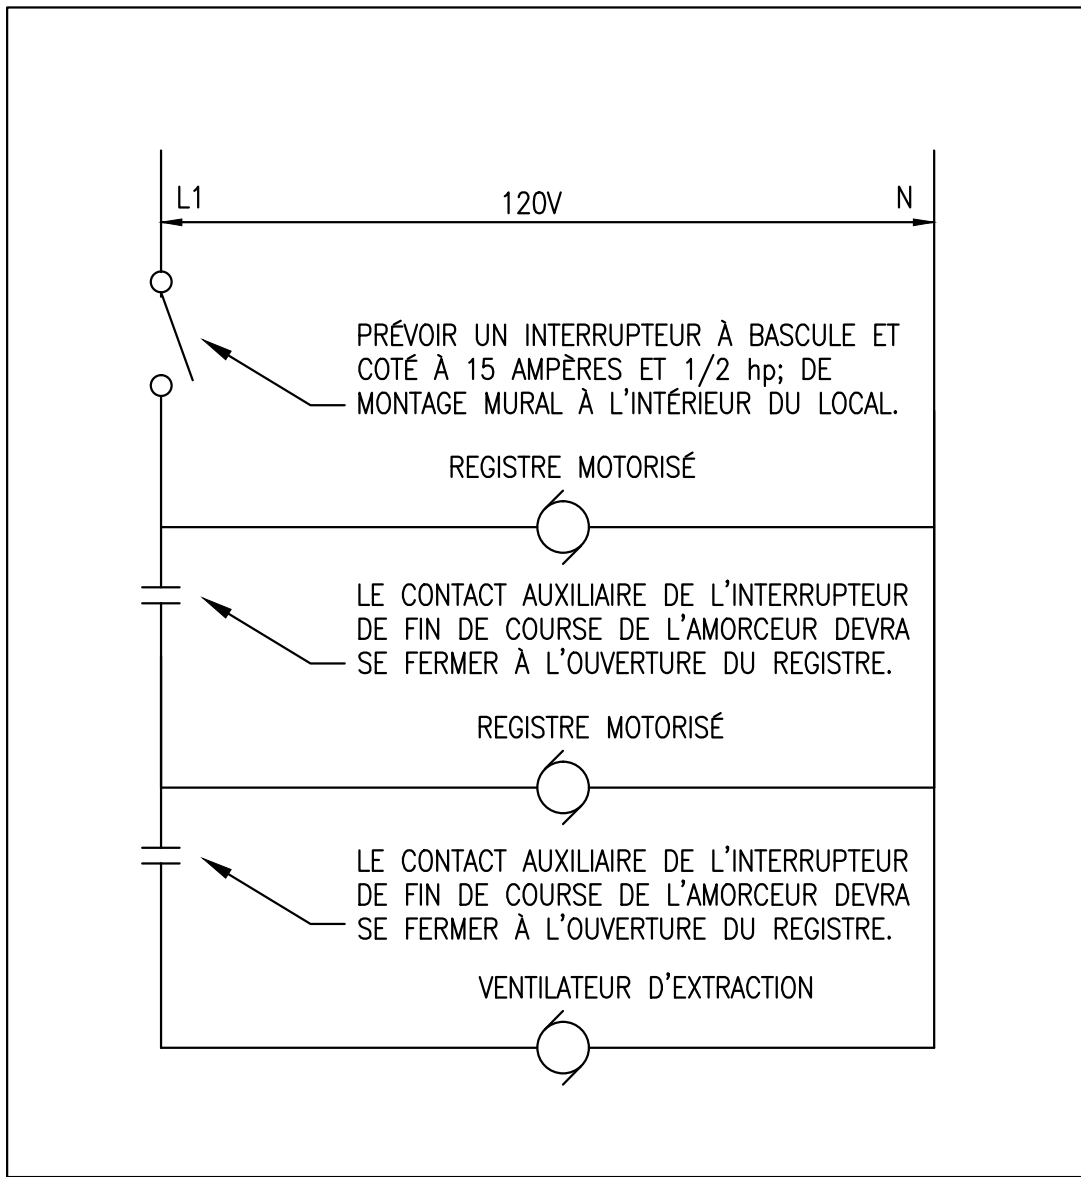 L1
120V
N
PRÉVOIR UN INTERRUPTEUR À BASCULE ET
COTÉ À 15 AMPÈRES ET 1/2 hp; DE
MONTAGE MURAL À L'INTÉRIEUR DU LOCAL.
REGISTRE MOTORISÉ
LE CONTACT AUXILIAIRE DE L'INTERRUPTEUR
DE FIN DE COURSE DE L'AMORCEUR DEVRA
SE FERMER À L'OUVERTURE DU REGISTRE.
REGISTRE MOTORISÉ
LE CONTACT AUXILIAIRE DE L'INTERRUPTEUR
DE FIN DE COURSE DE L'AMORCEUR DEVRA
SE FERMER À L'OUVERTURE DU REGISTRE.
VENTILATEUR D'EXTRACTION